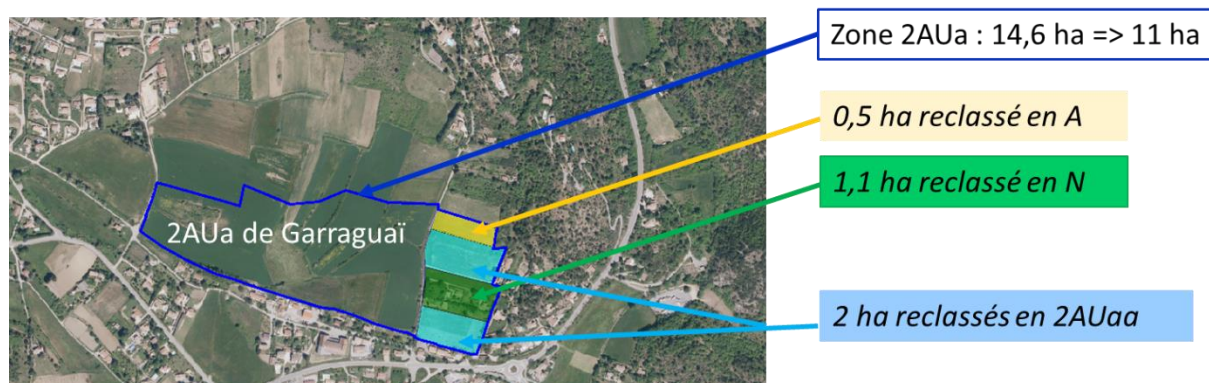 Zone 2AUa : 14,6 ha => 11 ha
0,5 ha reclassé en A
1,1 ha reclassé en N
2AUa de Garraguaï
2 ha reclassés en 2AUaa